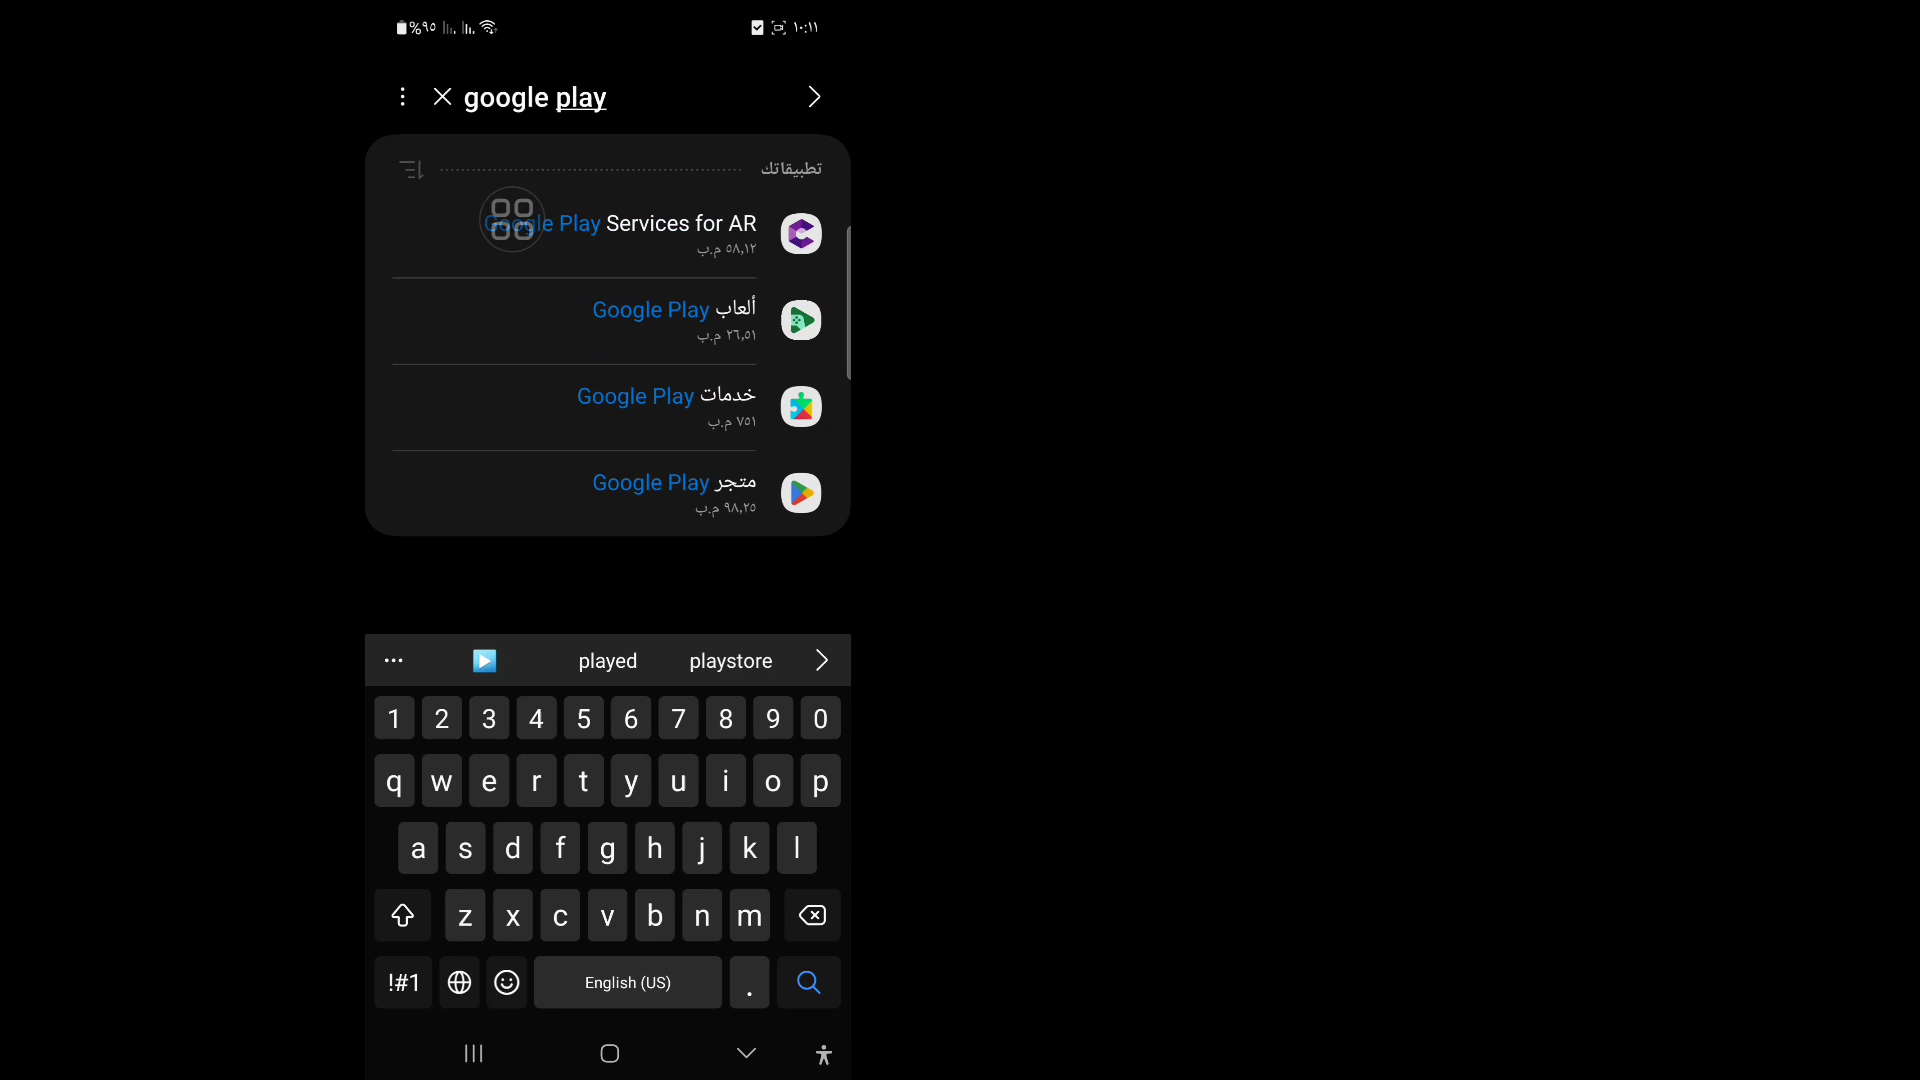 %٩٥
١٠:١١
google play
تطبيقاتك
Google Play Services for AR
٥٨,١٢ م.ب
ألعاب Google Play
٢٦,٥١ م.ب
خدمات Google Play
٧٥١ م.ب
متجر Google Play
٩٨,٢٥ م.ب
played playstore
1 2 3 4 5 6 7 8 9 0
q w e r t y u i o p
a s d f g h j k l
z x c v b n m
!#1 English (US) .